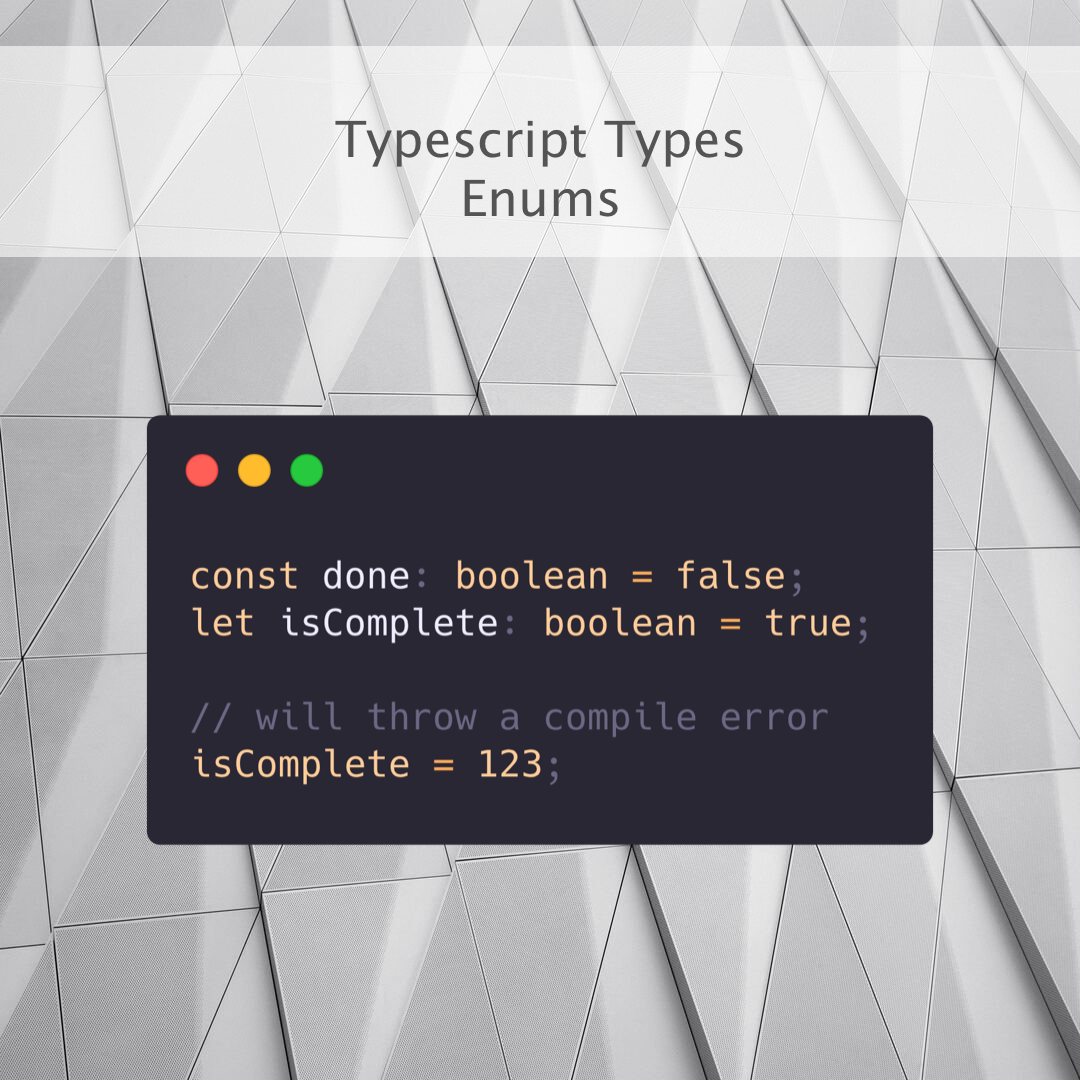 Typescript Types
Enums
const done: boolean = false;
let isComplete: boolean = true;
// will throw a compile error
isComplete = 123;